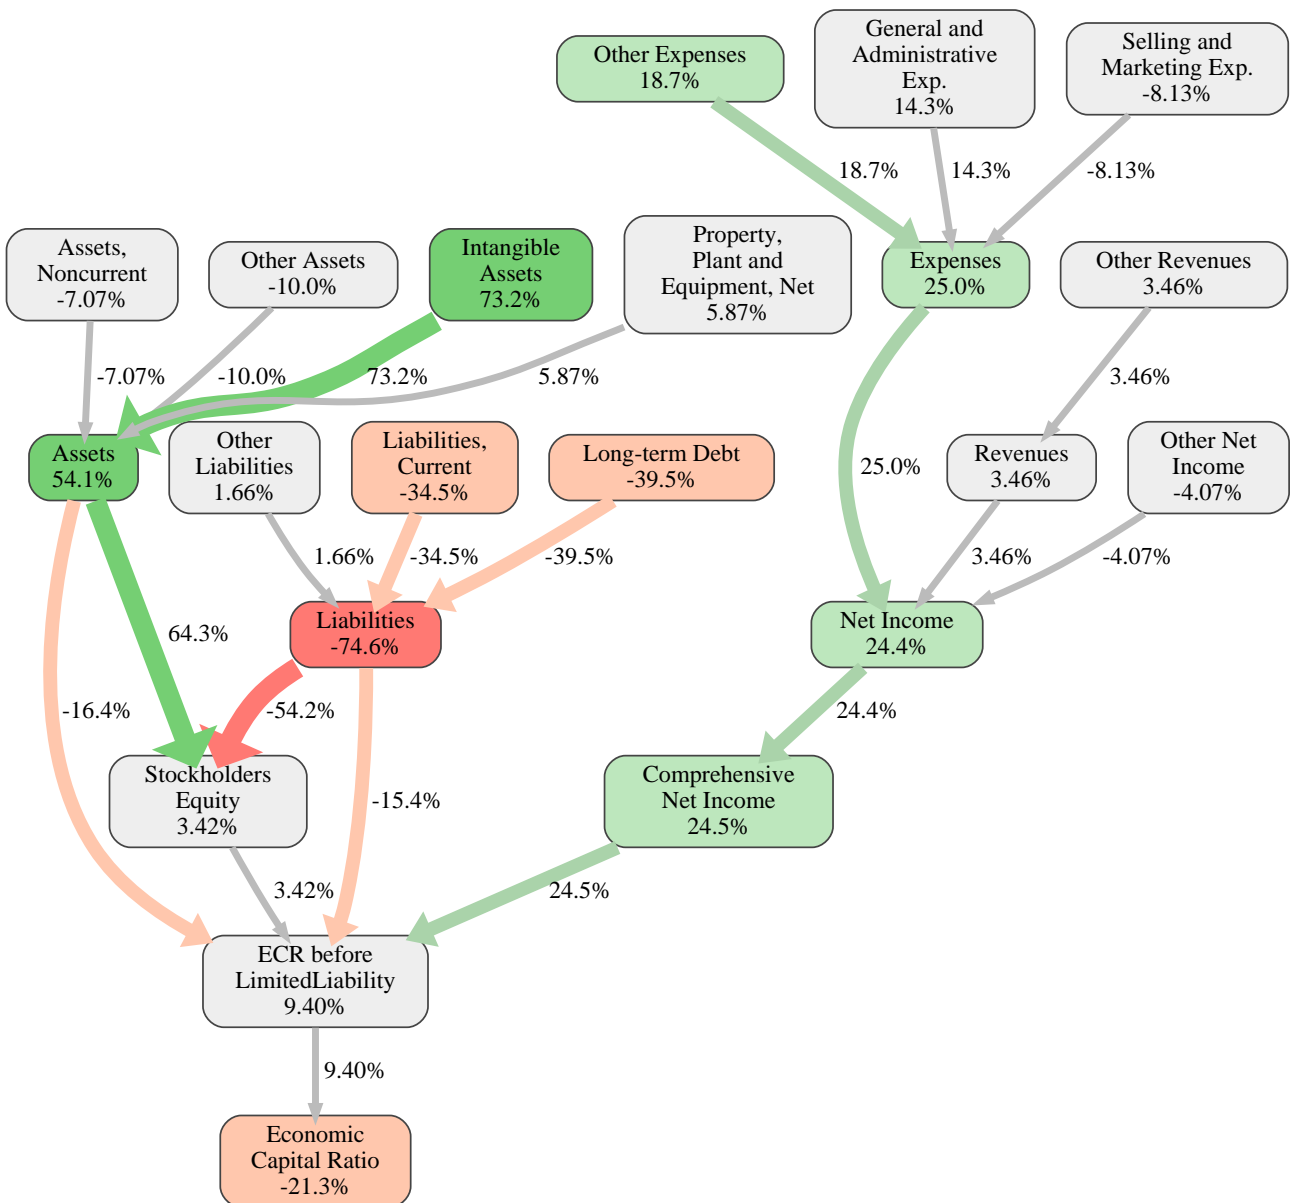 General and
Administrative
Exp.
14.3%
Selling and
Marketing Exp.
-8.13%
Other Expenses
18.7%
18.7%
14.3%
-8.13%
Assets,
Noncurrent
-7.07%
Other Assets
-10.0%
Intangible
Assets
73.2%
Property,
Plant and
Equipment, Net
5.87%
Expenses
25.0%
Other Revenues
3.46%
-7.07%
-10.0%
73.2%
5.87%
3.46%
Assets
54.1%
Other
Liabilities
1.66%
Liabilities,
Current
-34.5%
Long-term Debt
-39.5%
25.0%
Revenues
3.46%
Other Net
Income
-4.07%
1.66%
-34.5%
-39.5%
3.46%
-4.07%
64.3%
Liabilities
-74.6%
Net Income
24.4%
-16.4%
-54.2%
24.4%
Stockholders
Equity
3.42%
-15.4%
Comprehensive
Net Income
24.5%
3.42%
24.5%
ECR before
LimitedLiability
9.40%
9.40%
Economic
Capital Ratio
-21.3%